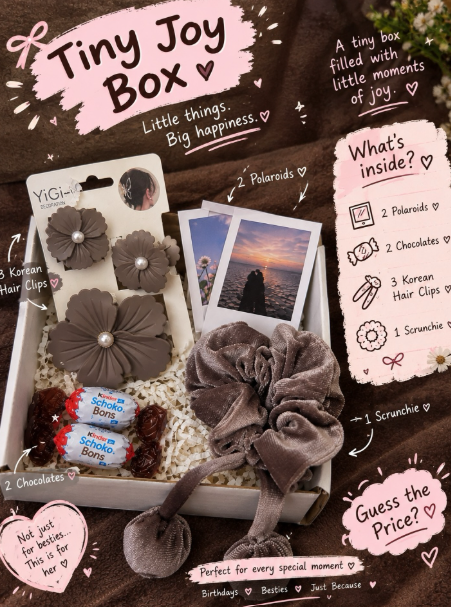 Tiny Joy
Box ♡
Little things.
Big happiness. ♡
A tiny box
filled with
little moments
of joy.
What's
inside? ♡
2 Polaroids ♡
2 Chocolates ♡
3 Korean
Hair Clips ♡
1 Scrunchie ♡
2 Polaroids
YiGi
3 Korean
Hair Clips ♡
Kinder
Schoko
Bons
Kinder
Schoko
Bons
1 Scrunchie ♡
2 Chocolates ♡
Guess the
Price? ♡
Not just
for besties...
This is for
her ♡
Perfect for every special moment ♡
Birthdays ♥ Besties ♥ Just Because ♥